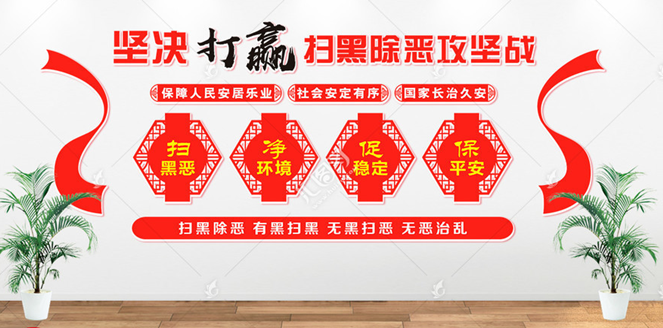 坚决打赢扫黑除恶攻坚战
保障人民安居乐业 社会安定有序 国家长治久安
扫黑恶 净环境 促稳定 保平安
扫黑除恶 有黑扫黑 无黑扫恶 无恶治乱